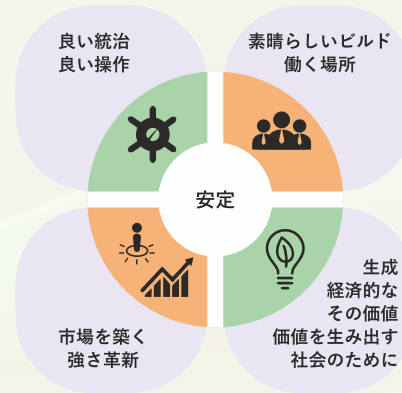 良い統治
良い操作
素晴らしいビルド
働く場所
安定
市場を築く
強さ革新
生成
経済的な
その価値
価値を生み出す
社会のために